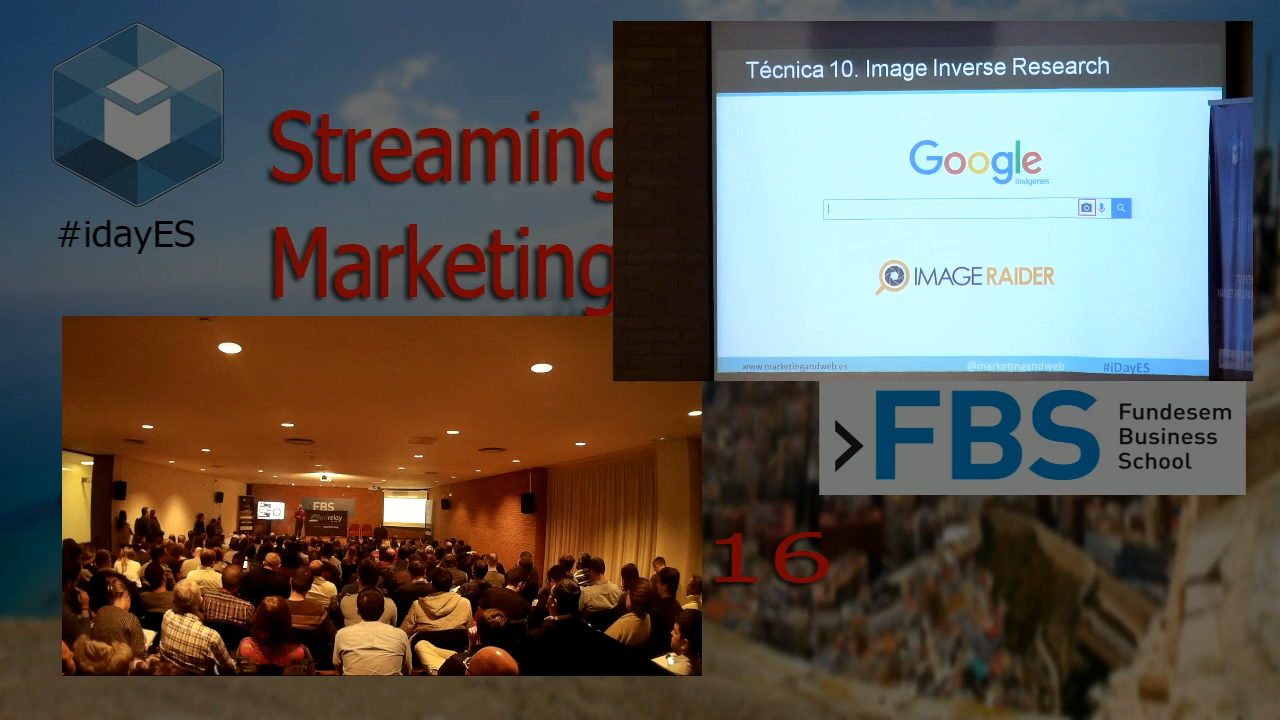 #idayES
Streaming
Marketing
16
Técnica 10. Image Inverse Research
Google
Imágenes
IMAGE RAIDER
www.marketingandweb.es
@marketingandweb
#iDayES
FBS
Fundesem
Business
School
FBS